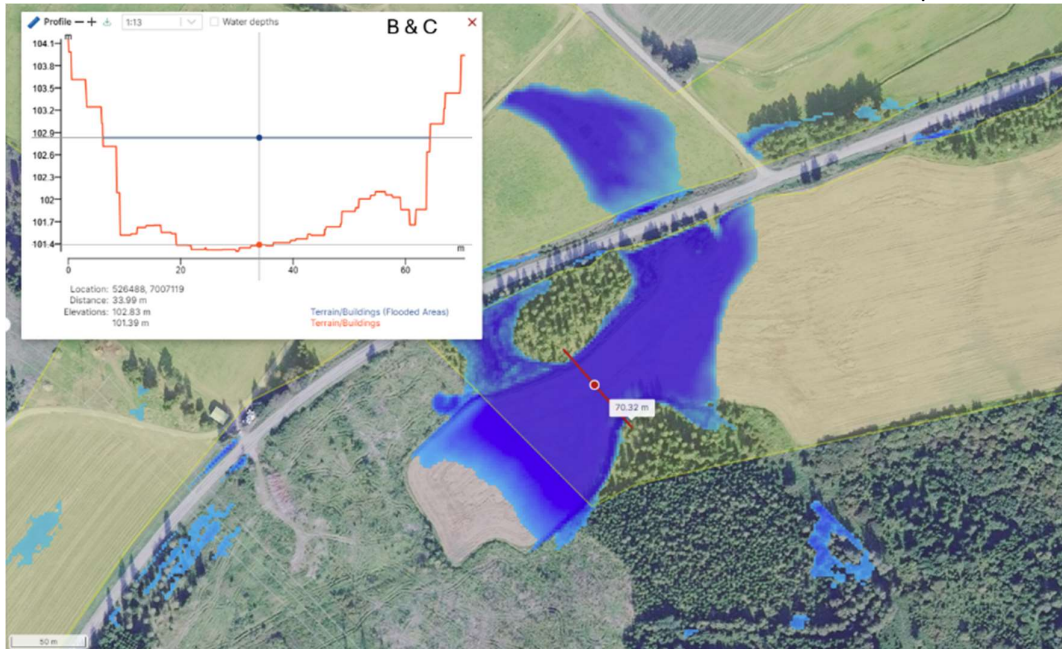 Profile 1:13 Water depths B & C
m
104.1
103.8
103.5
103.2
102.9
102.6
102.3
102
101.7
101.4
m
0 20 40 60
Location: 526488, 7007119
Distance: 33.99 m
Elevations: 102.83 m Terrain/Buildings (Flooded Areas)
101.39 m Terrain/Buildings
70.32 m
50 m